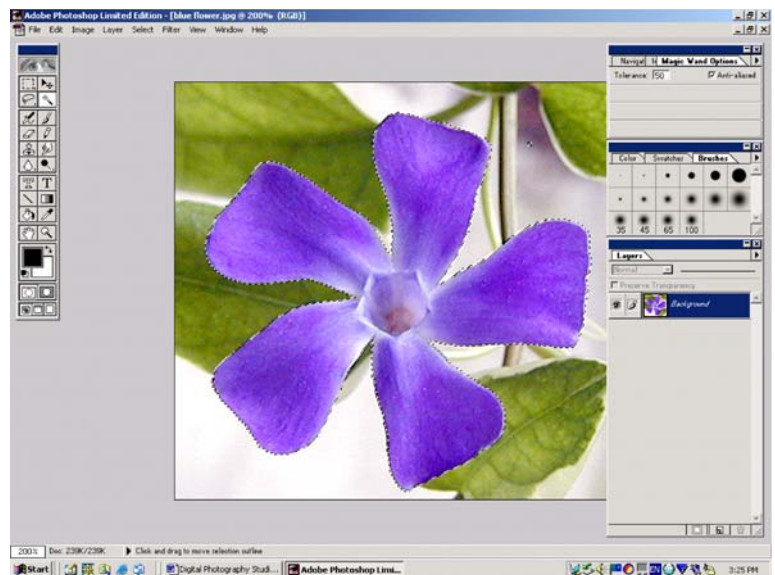 Adobe Photoshop Limited Edition - [blue flower.jpg @ 200% (RGB)]
File Edit Image Layer Select Filter View Window Help
Magic Wand Options
Tolerance: 50 Anti-aliased
Color Swatches Brushes
35 45 65 100
Layers
Normal
Preserve Transparency
Background
T
200% Doc: 239K/239K Click and drag to move selection outline
Start Digital Photography Studi... Adobe Photoshop Limi... EN 3:25 PM